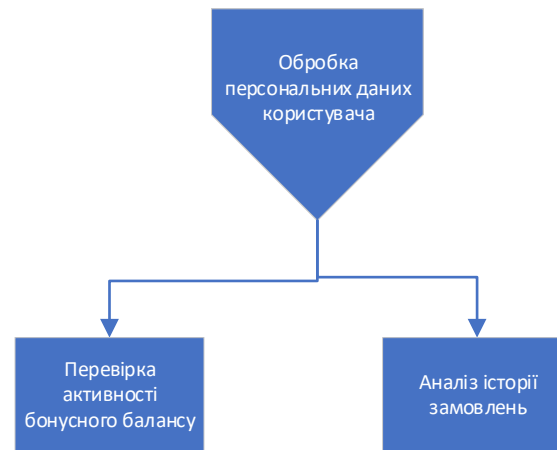 Обробка
персональних даних
користувача
Перевірка
активності
бонусного балансу
Аналіз історії
замовлень